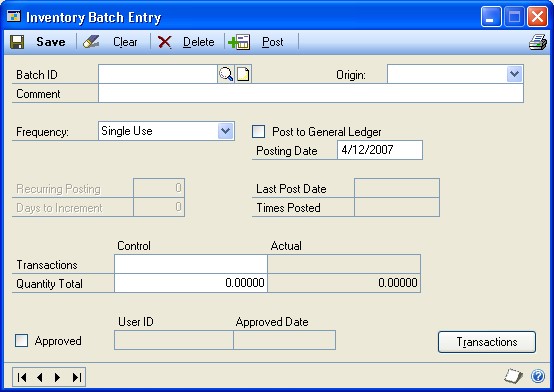 Inventory Batch Entry
Save Clear Delete Post
Batch ID Origin:
Comment
Frequency: Single Use Post to General Ledger
Posting Date 4/12/2007
Recurring Posting 0 Last Post Date
Days to Increment 0 Times Posted
Control Actual
Transactions
Quantity Total 0.00000 0.00000
User ID Approved Date
Approved Transactions